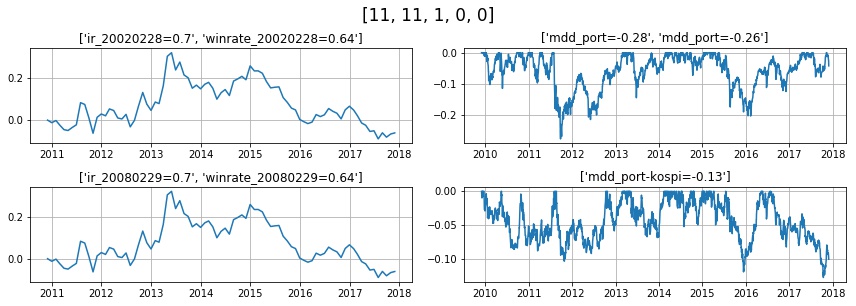 [11, 11, 1, 0, 0]
['ir_20020228=0.7', 'winrate_20020228=0.64']
0.2
0.0
2011 2012 2013 2014 2015 2016 2017 2018
['mdd_port=-0.28', 'mdd_port=-0.26']
0.0
−0.1
−0.2
2010 2011 2012 2013 2014 2015 2016 2017 2018
['ir_20080229=0.7', 'winrate_20080229=0.64']
0.2
0.0
2011 2012 2013 2014 2015 2016 2017 2018
['mdd_port-kospi=-0.13']
0.00
−0.05
−0.10
2010 2011 2012 2013 2014 2015 2016 2017 2018